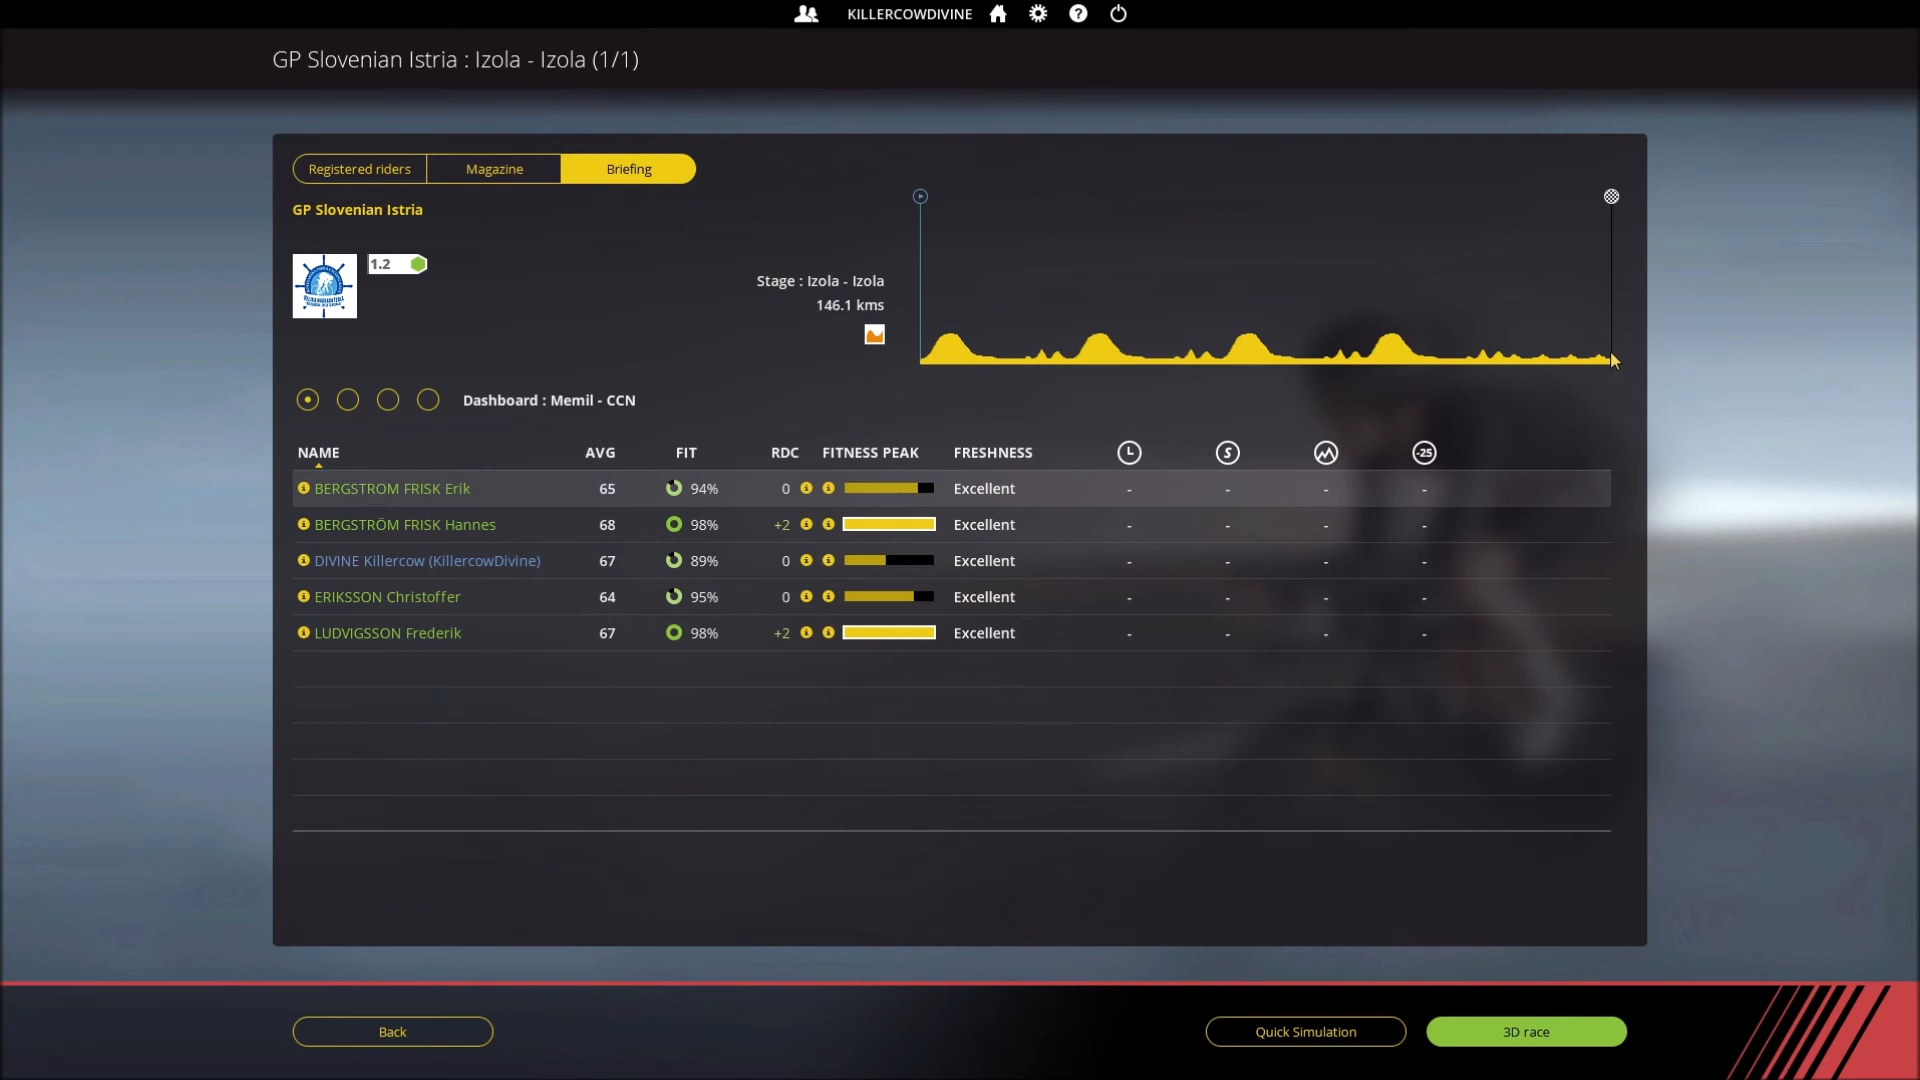 KILLERCOWDIVINE
GP Slovenian Istria : Izola - Izola (1/1)
Registered riders Magazine Briefing
GP Slovenian Istria
1.2
Stage : Izola - Izola
146.1 kms
Dashboard : Memil - CCN
NAME AVG FIT RDC FITNESS PEAK FRESHNESS L S -25
BERGSTROM FRISK Erik 65 94% 0 Excellent - - - -
BERGSTRÖM FRISK Hannes 68 98% +2 Excellent - - - -
DIVINE Killercow (KillercowDivine) 67 89% 0 Excellent - - - -
ERIKSSON Christoffer 64 95% 0 Excellent - - - -
LUDVIGSSON Frederik 67 98% +2 Excellent - - - -
Back Quick Simulation 3D race